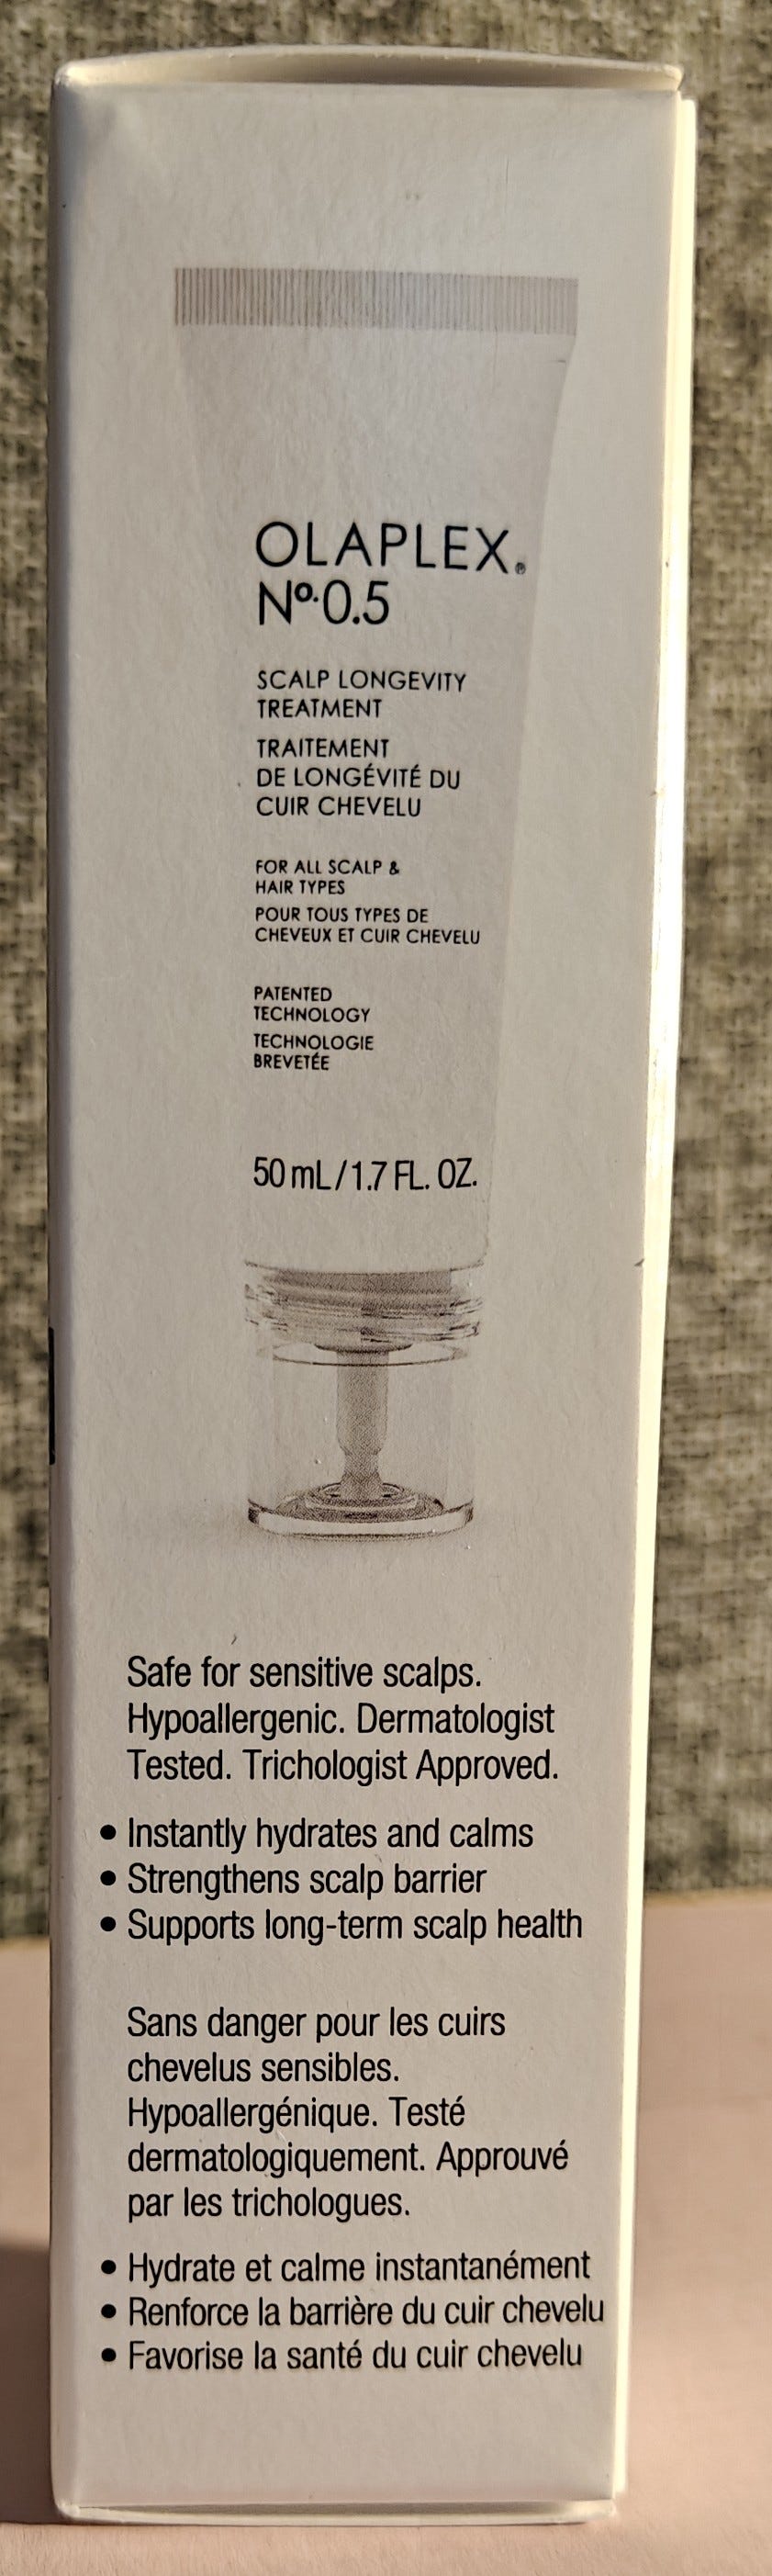 OLAPLEX®
Nº.0.5
SCALP LONGEVITY
TREATMENT
TRAITEMENT
DE LONGÉVITÉ DU
CUIR CHEVELU
FOR ALL SCALP &
HAIR TYPES
POUR TOUS TYPES DE
CHEVEUX ET CUIR CHEVELU
PATENTED
TECHNOLOGY
TECHNOLOGIE
BREVETÉE
50 mL/1.7 FL. OZ.
Safe for sensitive scalps.
Hypoallergenic. Dermatologist
Tested. Trichologist Approved.
• Instantly hydrates and calms
• Strengthens scalp barrier
• Supports long-term scalp health
Sans danger pour les cuirs
chevelus sensibles.
Hypoallergénique. Testé
dermatologiquement. Approuvé
par les trichologues.
• Hydrate et calme instantanément
• Renforce la barrière du cuir chevelu
• Favorise la santé du cuir chevelu